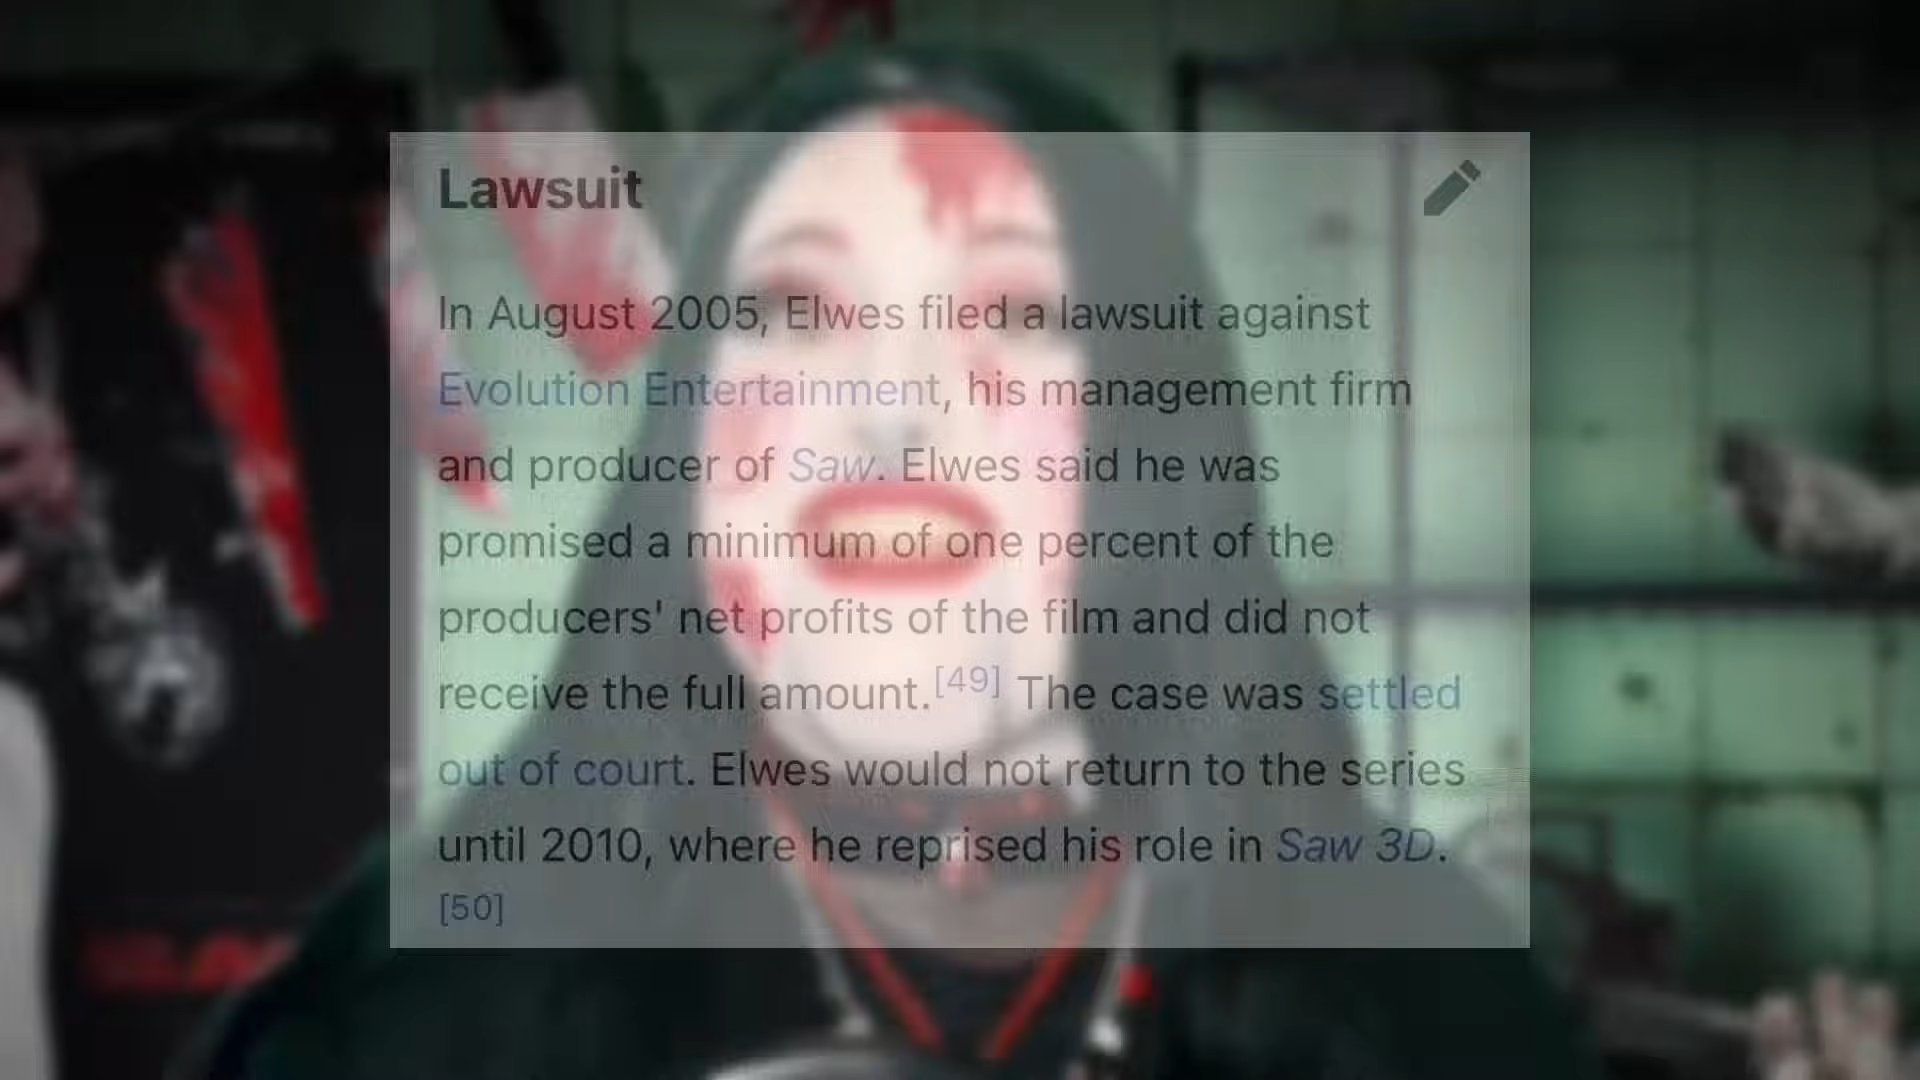 Lawsuit
In August 2005, Elwes filed a lawsuit against
Evolution Entertainment, his management firm
and producer of Saw. Elwes said he was
promised a minimum of one percent of the
producers' net profits of the film and did not
receive the full amount.[49] The case was settled
out of court. Elwes would not return to the series
until 2010, where he reprised his role in Saw 3D.
[50]